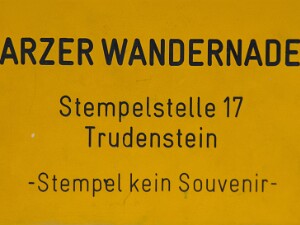 ARZER WANDERNADE
Stempelstelle 17
Trudenstein
-Stempel kein Souvenir-